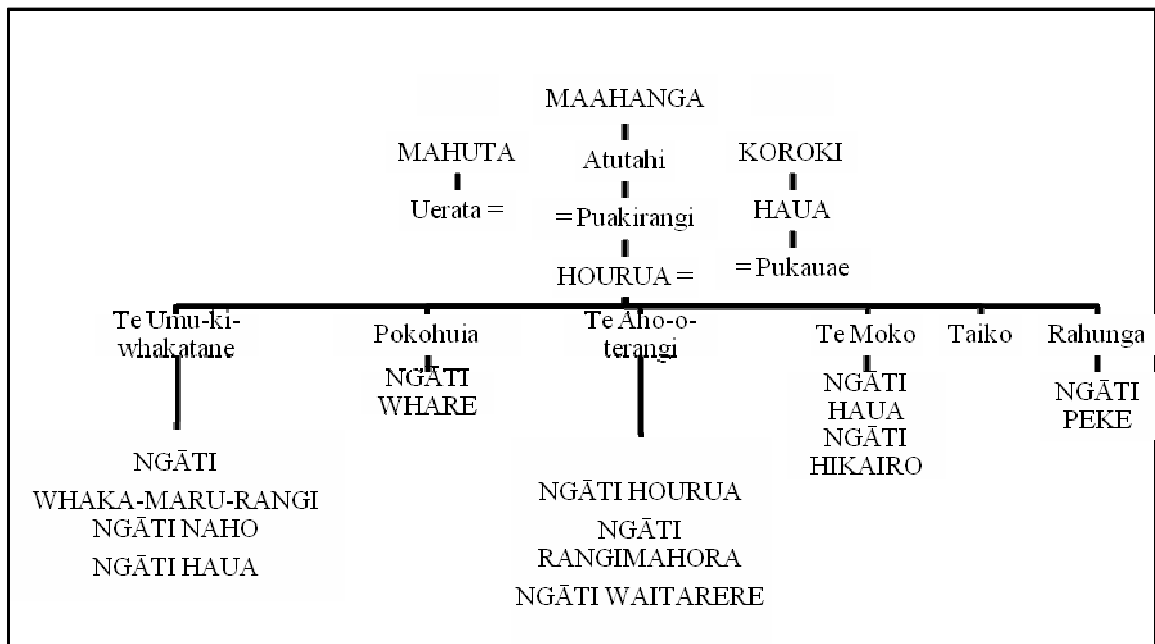 MAAHANGA
MAHUTA
Atutahi
KOROKI
Uerata =
= Puakirangi
HAUA
HOURUA =
= Pukauae
Te Umu-ki-
whakatane
Pokohuia
Te Aho-o-
terangi
Te Moko
Taiko
Rahunga
NGĀTI
WHARE
NGĀTI
HAUA
NGĀTI
HIKAIRO
NGĀTI
PEKE
NGĀTI
WHAKA-MARU-RANGI
NGĀTI NAHO
NGĀTI HAUA
NGĀTI HOURUA
NGĀTI
RANGIMAHORA
NGĀTI WAITARERE